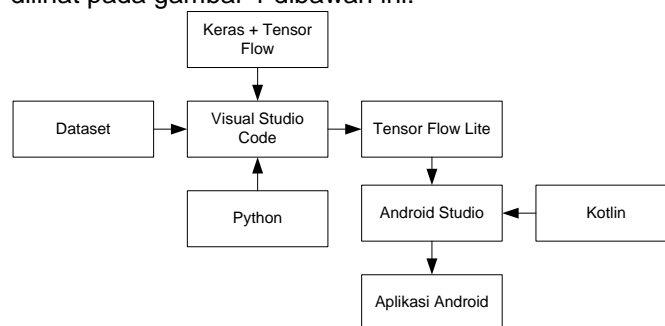 dilihat pada gambar 1 dibawah ini.
Keras + Tensor
Flow
Dataset
Visual Studio
Code
Tensor Flow Lite
Python
Android Studio
Kotlin
Aplikasi Android